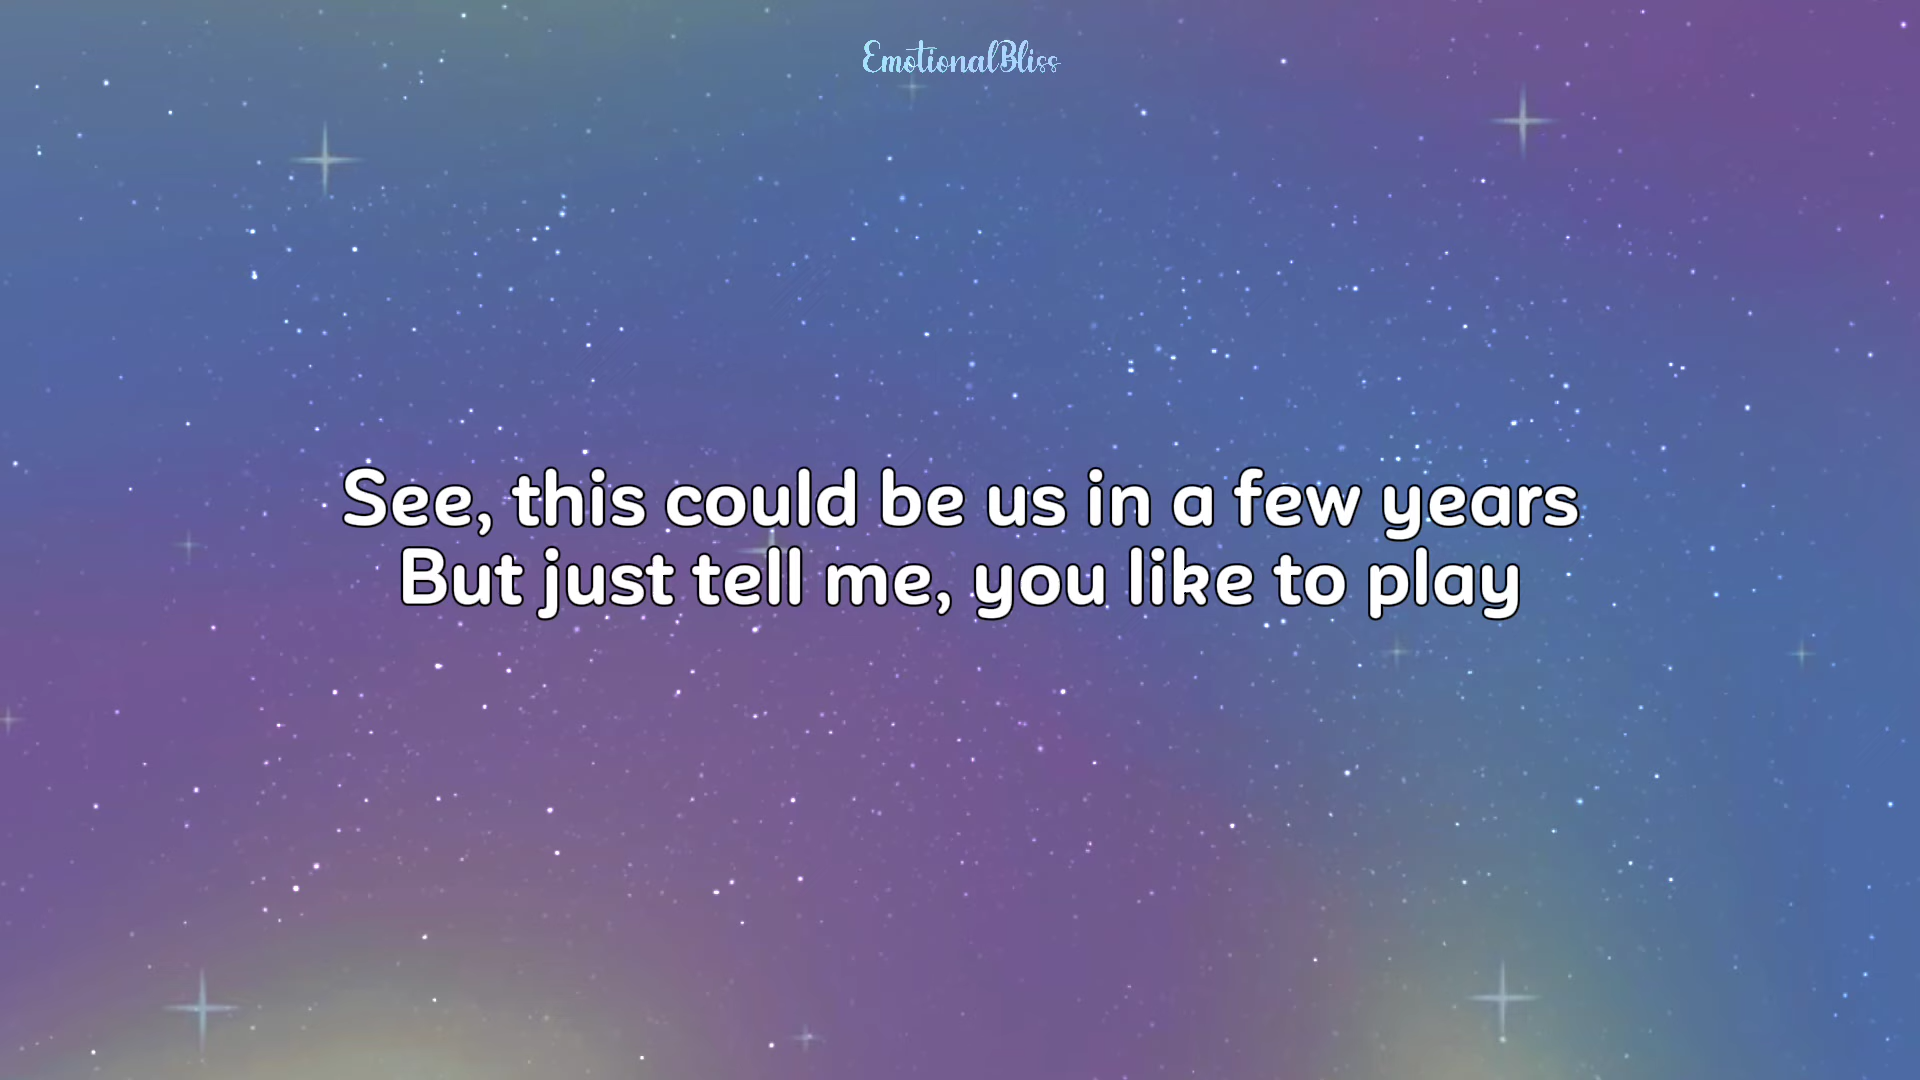 EmotionalBliss
See, this could be us in a few years
But just tell me, you like to play